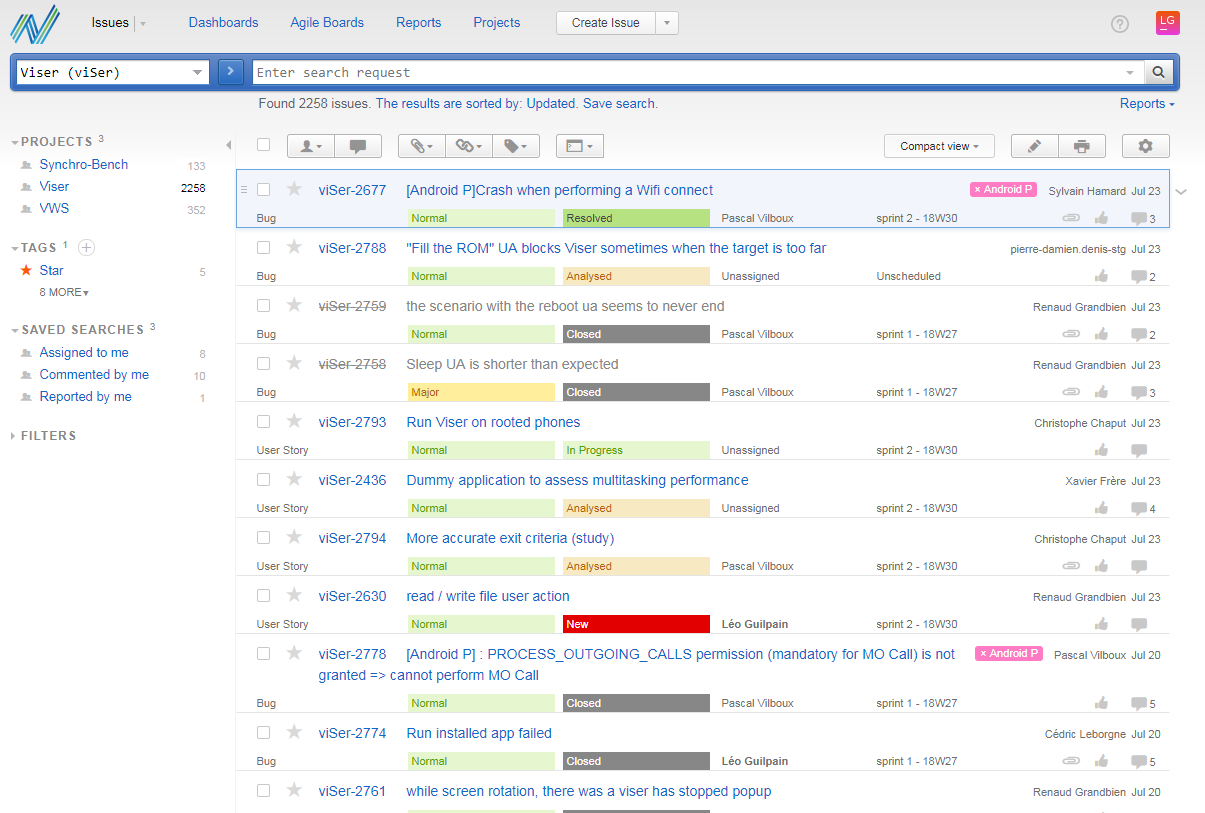 Issues Dashboards Agile Boards Reports Projects Create Issue ? LG
Viser (viSer) Enter search request
Found 2258 issues. The results are sorted by: Updated. Save search. Reports
PROJECTS 3
Synchro-Bench 133
Viser 2258
VWS 352
TAGS 1
Star 5
8 MORE
SAVED SEARCHES 3
Assigned to me 8
Commented by me 10
Reported by me 1
FILTERS
Compact view
viSer-2677 [Android P]Crash when performing a Wifi connect × Android P Sylvain Hamard Jul 23
Bug Normal Resolved Pascal Vilboux sprint 2 - 18W30 3
viSer-2788 "Fill the ROM" UA blocks Viser sometimes when the target is too far pierre-damien.denis-stg Jul 23
Bug Normal Analysed Unassigned Unscheduled 2
viSer-2759 the scenario with the reboot ua seems to never end Renaud Grandbien Jul 23
Bug Normal Closed Pascal Vilboux sprint 1 - 18W27 2
viSer-2758 Sleep UA is shorter than expected Renaud Grandbien Jul 23
Bug Major Closed Pascal Vilboux sprint 1 - 18W27 3
viSer-2793 Run Viser on rooted phones Christophe Chaput Jul 23
User Story Normal In Progress Unassigned sprint 2 - 18W30
viSer-2436 Dummy application to assess multitasking performance Xavier Frère Jul 23
User Story Normal Analysed Unassigned sprint 2 - 18W30 4
viSer-2794 More accurate exit criteria (study) Christophe Chaput Jul 23
User Story Normal Analysed Pascal Vilboux sprint 2 - 18W30
viSer-2630 read / write file user action Renaud Grandbien Jul 23
User Story Normal New Léo Guilpain sprint 2 - 18W30
viSer-2778 [Android P] : PROCESS_OUTGOING_CALLS permission (mandatory for MO Call) is not × Android P Pascal Vilboux Jul 20
granted => cannot perform MO Call
Bug Normal Closed Pascal Vilboux sprint 1 - 18W27 5
viSer-2774 Run installed app failed Cédric Leborgne Jul 20
Bug Normal Closed Léo Guilpain sprint 1 - 18W27 5
viSer-2761 while screen rotation, there was a viser has stopped popup Renaud Grandbien Jul 20